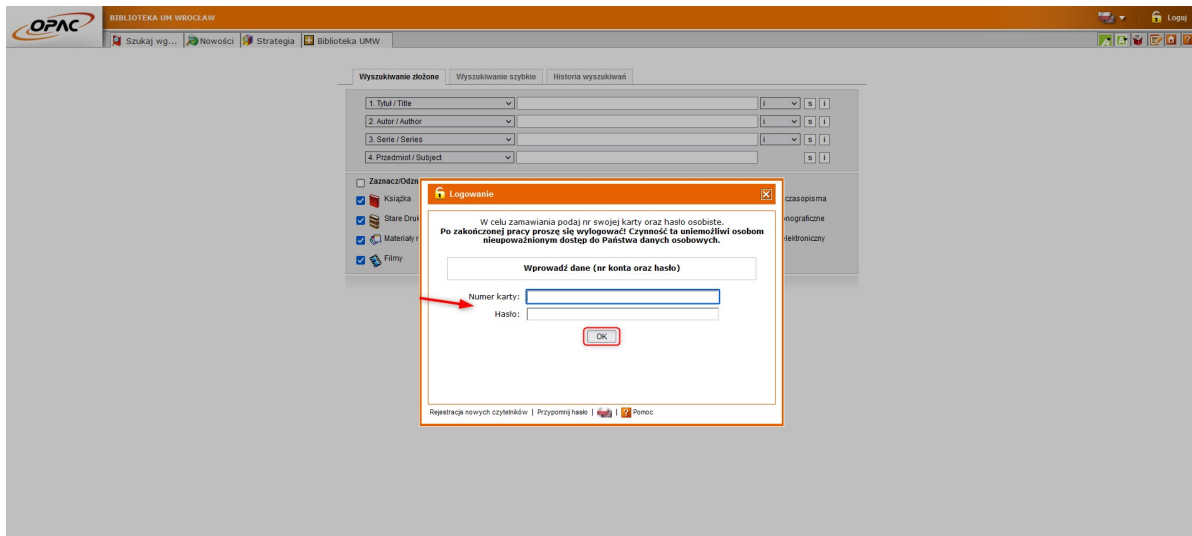 OPAC
BIBLIOTEKA UM WROCŁAW
Loguj
Szukaj wg...
Nowości
Strategia
Biblioteka UMW
Wyszukiwanie złożone
Wyszukiwanie szybkie
Historia wyszukiwań
1. Tytuł / Title
i
s
i
2. Autor / Author
i
s
i
3. Serie / Series
i
s
i
4. Przedmiot / Subject
s
i
Zaznacz/Odzn
Książka
czasopisma
Stare Druk
nograficzne
Materiały r
lektroniczny
Filmy
Logowanie
W celu zamawiania podaj nr swojej karty oraz hasło osobiste.
Po zakończonej pracy proszę się wylogować! Czynność ta uniemożliwi osobom
nieupoważnionym dostęp do Państwa danych osobowych.
Wprowadź dane (nr konta oraz hasło)
Numer karty:
Hasło:
OK
Rejestracja nowych czytelników | Przypomnij hasło | | ? Pomoc